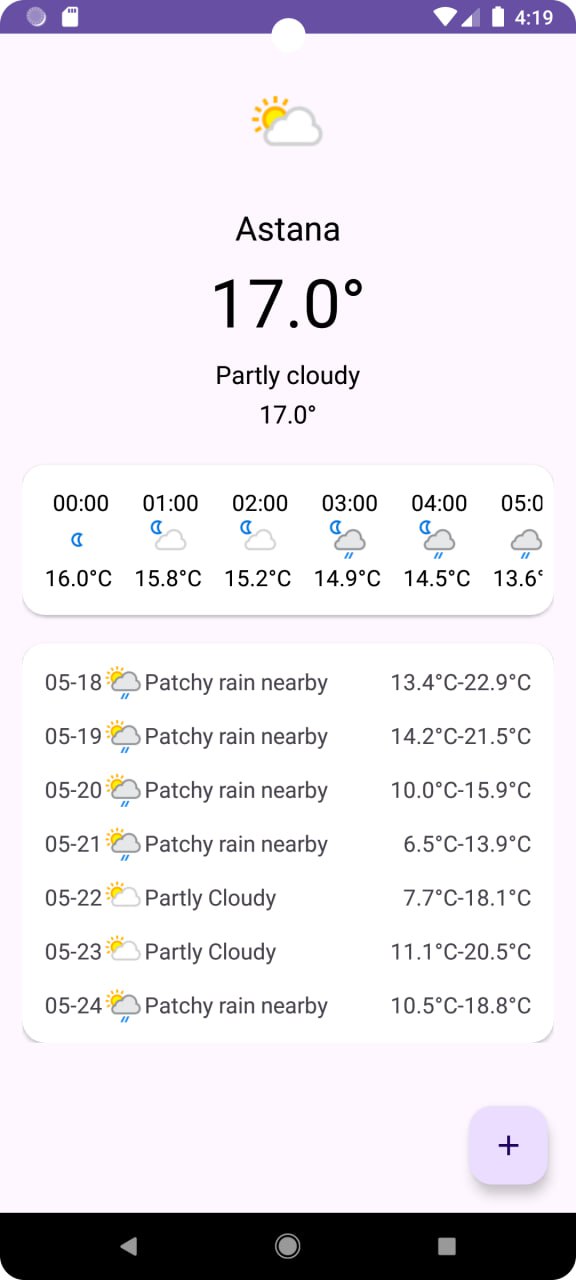 4:19
Astana
17.0°
Partly cloudy
17.0°
00:00 01:00 02:00 03:00 04:00 05:0
16.0°C 15.8°C 15.2°C 14.9°C 14.5°C 13.6°
05-18 Patchy rain nearby 13.4°C-22.9°C
05-19 Patchy rain nearby 14.2°C-21.5°C
05-20 Patchy rain nearby 10.0°C-15.9°C
05-21 Patchy rain nearby 6.5°C-13.9°C
05-22 Partly Cloudy 7.7°C-18.1°C
05-23 Partly Cloudy 11.1°C-20.5°C
05-24 Patchy rain nearby 10.5°C-18.8°C
+